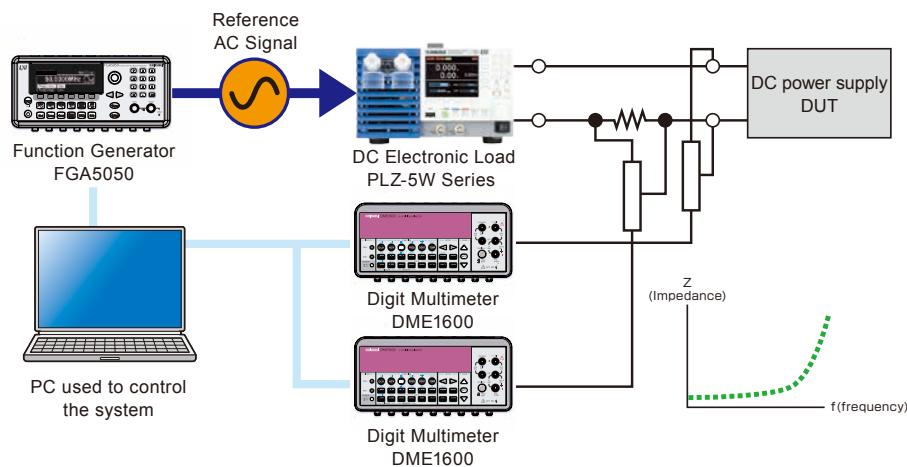 Reference
AC Signal
Function Generator
FGA5050
DC Electronic Load
PLZ-5W Series
DC power supply
DUT
Digit Multimeter
DME1600
Digit Multimeter
DME1600
PC used to control
the system
Z
(Impedance)
f(frequency)